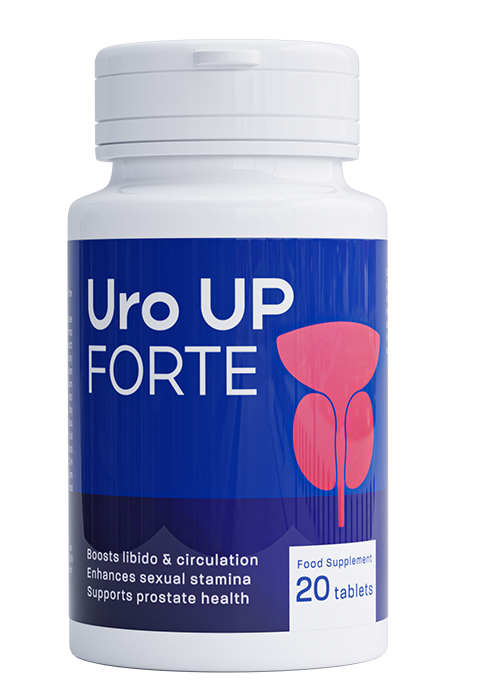 Uro UP
FORTE
Boosts libido & circulation
Enhances sexual stamina
Supports prostate health
Food Supplement
20 tablets